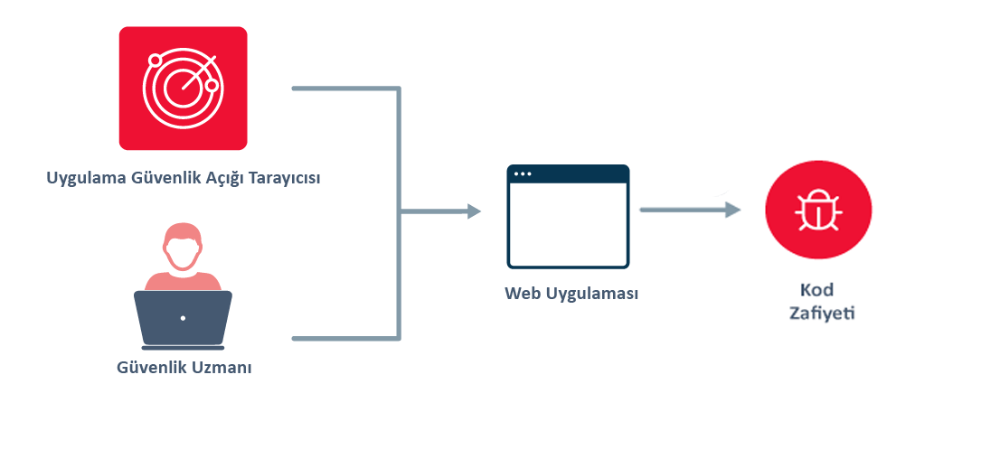 Uygulama Güvenlik Açığı Tarayıcısı
Güvenlik Uzmanı
Web Uygulaması
Kod
Zafiyeti